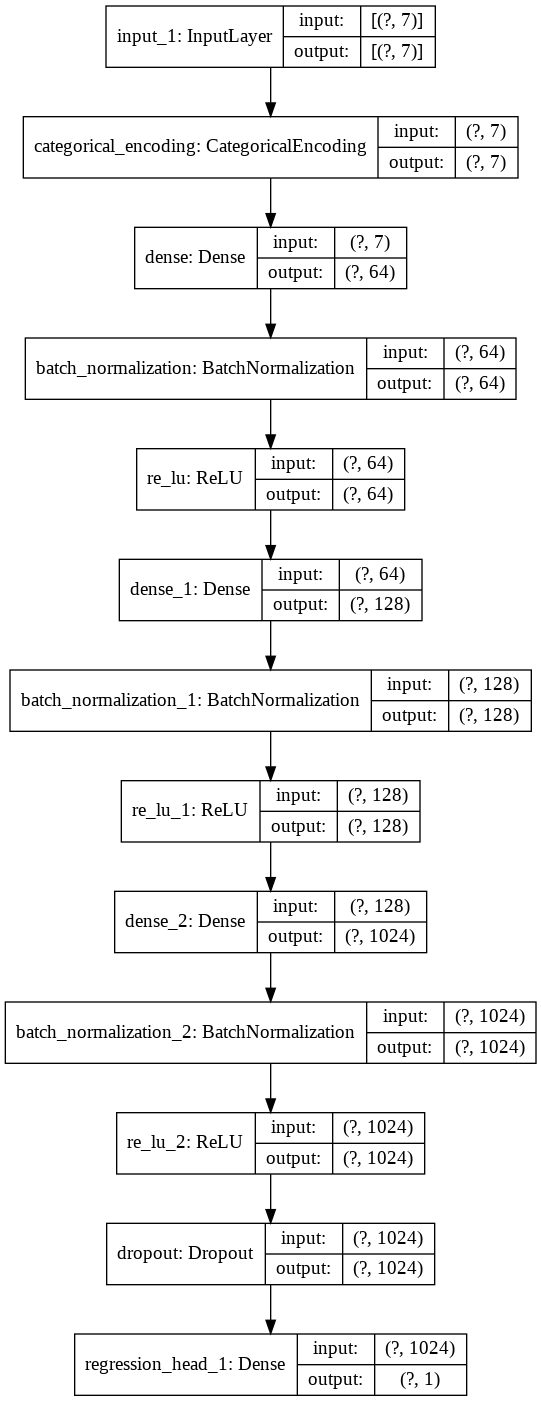 input_1: InputLayer
input: [(?, 7)]
output: [(?, 7)]
categorical_encoding: CategoricalEncoding
input: (?, 7)
output: (?, 7)
dense: Dense
input: (?, 7)
output: (?, 64)
batch_normalization: BatchNormalization
input: (?, 64)
output: (?, 64)
re_lu: ReLU
input: (?, 64)
output: (?, 64)
dense_1: Dense
input: (?, 64)
output: (?, 128)
batch_normalization_1: BatchNormalization
input: (?, 128)
output: (?, 128)
re_lu_1: ReLU
input: (?, 128)
output: (?, 128)
dense_2: Dense
input: (?, 128)
output: (?, 1024)
batch_normalization_2: BatchNormalization
input: (?, 1024)
output: (?, 1024)
re_lu_2: ReLU
input: (?, 1024)
output: (?, 1024)
dropout: Dropout
input: (?, 1024)
output: (?, 1024)
regression_head_1: Dense
input: (?, 1024)
output: (?, 1)